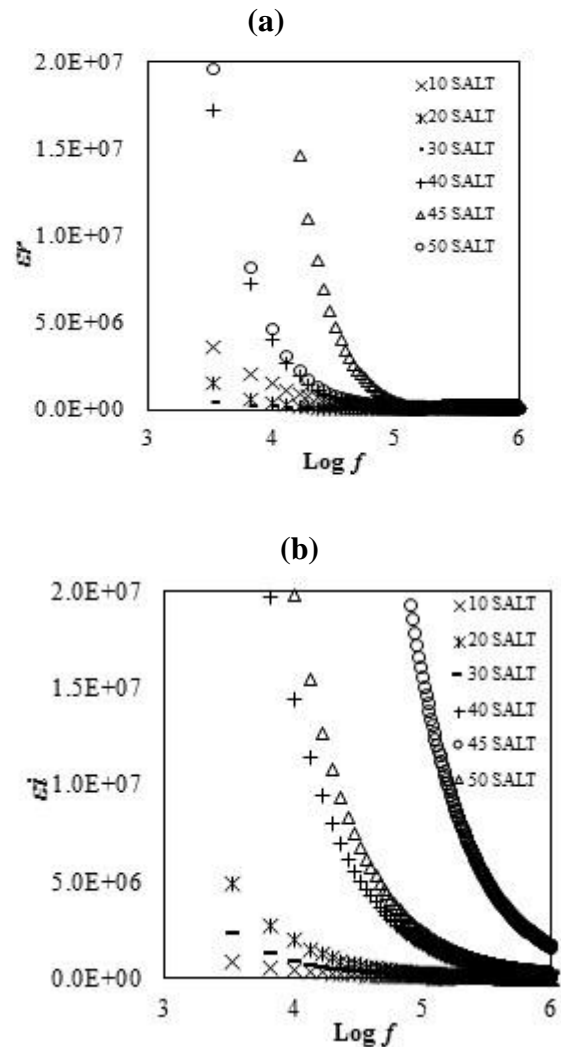 (a)
2.0E+07
1.5E+07
1.0E+07
5.0E+06
0.0E+00
εr
3 4 5 6
Log f
10 SALT
20 SALT
30 SALT
40 SALT
45 SALT
50 SALT
(b)
2.0E+07
1.5E+07
1.0E+07
5.0E+06
0.0E+00
εi
3 4 5 6
Log f
10 SALT
20 SALT
30 SALT
40 SALT
45 SALT
50 SALT